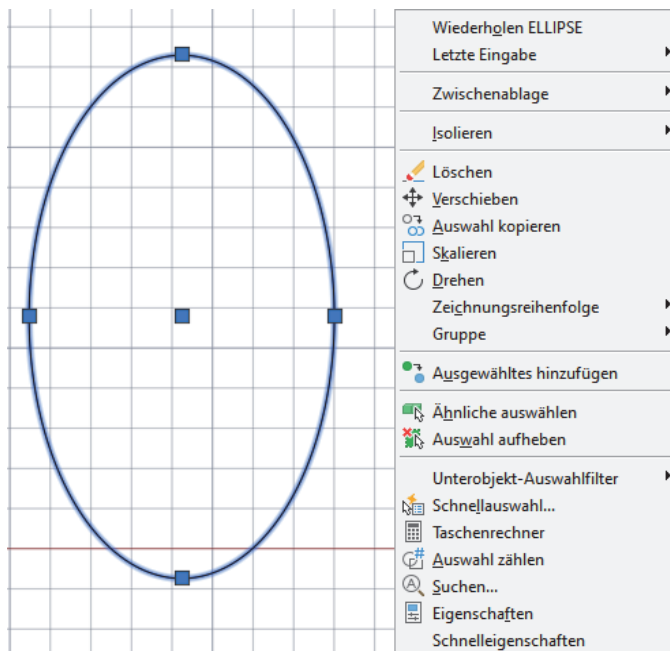 Wiederholen ELLIPSE
Letzte Eingabe
Zwischenablage
Isolieren
Löschen
Verschieben
Auswahl kopieren
Skalieren
Drehen
Zeichnungsreihenfolge
Gruppe
Ausgewähltes hinzufügen
Ähnliche auswählen
Auswahl aufheben
Unterobjekt-Auswahlfilter
Schnellauswahl...
Taschenrechner
Auswahl zählen
Suchen...
Eigenschaften
Schnelleigenschaften